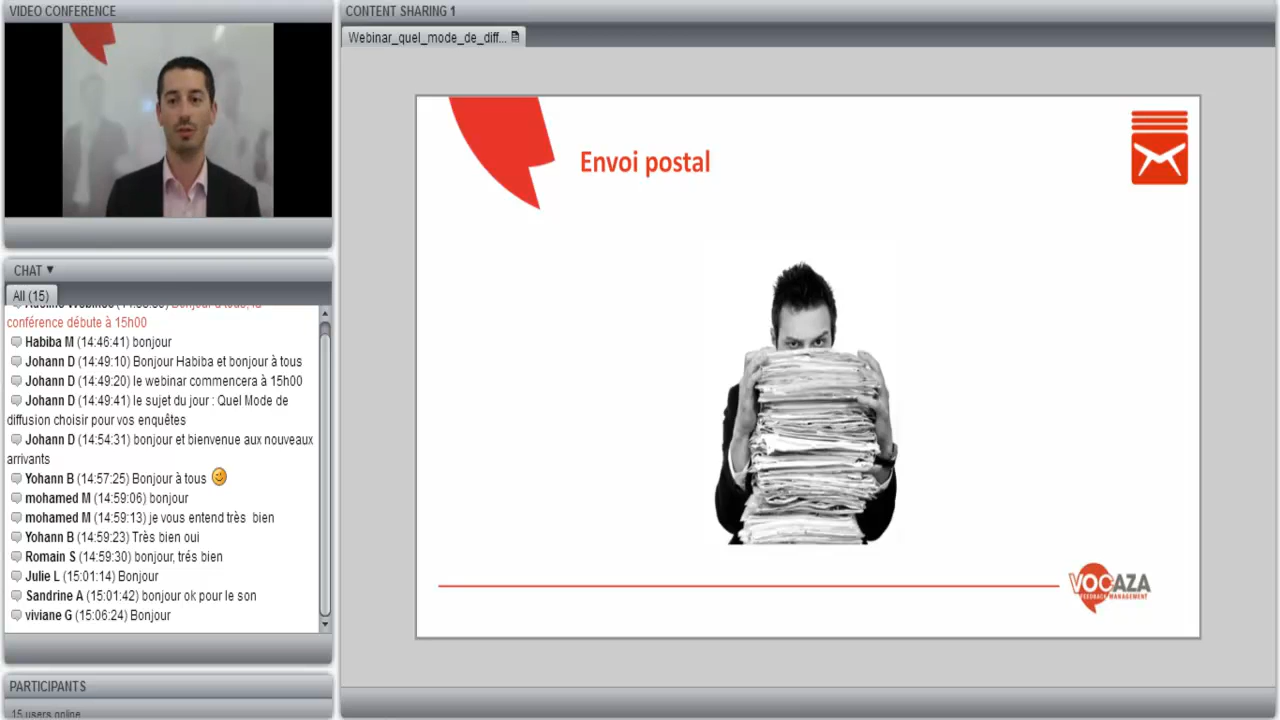 VIDEO CONFERENCE
CHAT ▼
All (15)
conférence débute à 15h00
Habiba M (14:46:41) bonjour
Johann D (14:49:10) Bonjour Habiba et bonjour à tous
Johann D (14:49:20) le webinar commencera à 15h00
Johann D (14:49:41) le sujet du jour : Quel Mode de
diffusion choisir pour vos enquêtes
Johann D (14:54:31) bonjour et bienvenue aux nouveaux
arrivants
Yohann B (14:57:25) Bonjour à tous
mohamed M (14:59:06) bonjour
mohamed M (14:59:13) je vous entend très bien
Yohann B (14:59:23) Très bien oui
Romain S (14:59:30) bonjour, trés bien
Julie L (15:01:14) Bonjour
Sandrine A (15:01:42) bonjour ok pour le son
viviane G (15:06:24) Bonjour
PARTICIPANTS
15 users online
CONTENT SHARING 1
Webinar_quel_mode_de_diff...
Envoi postal
VOCAZA
FEEDBACK MANAGEMENT